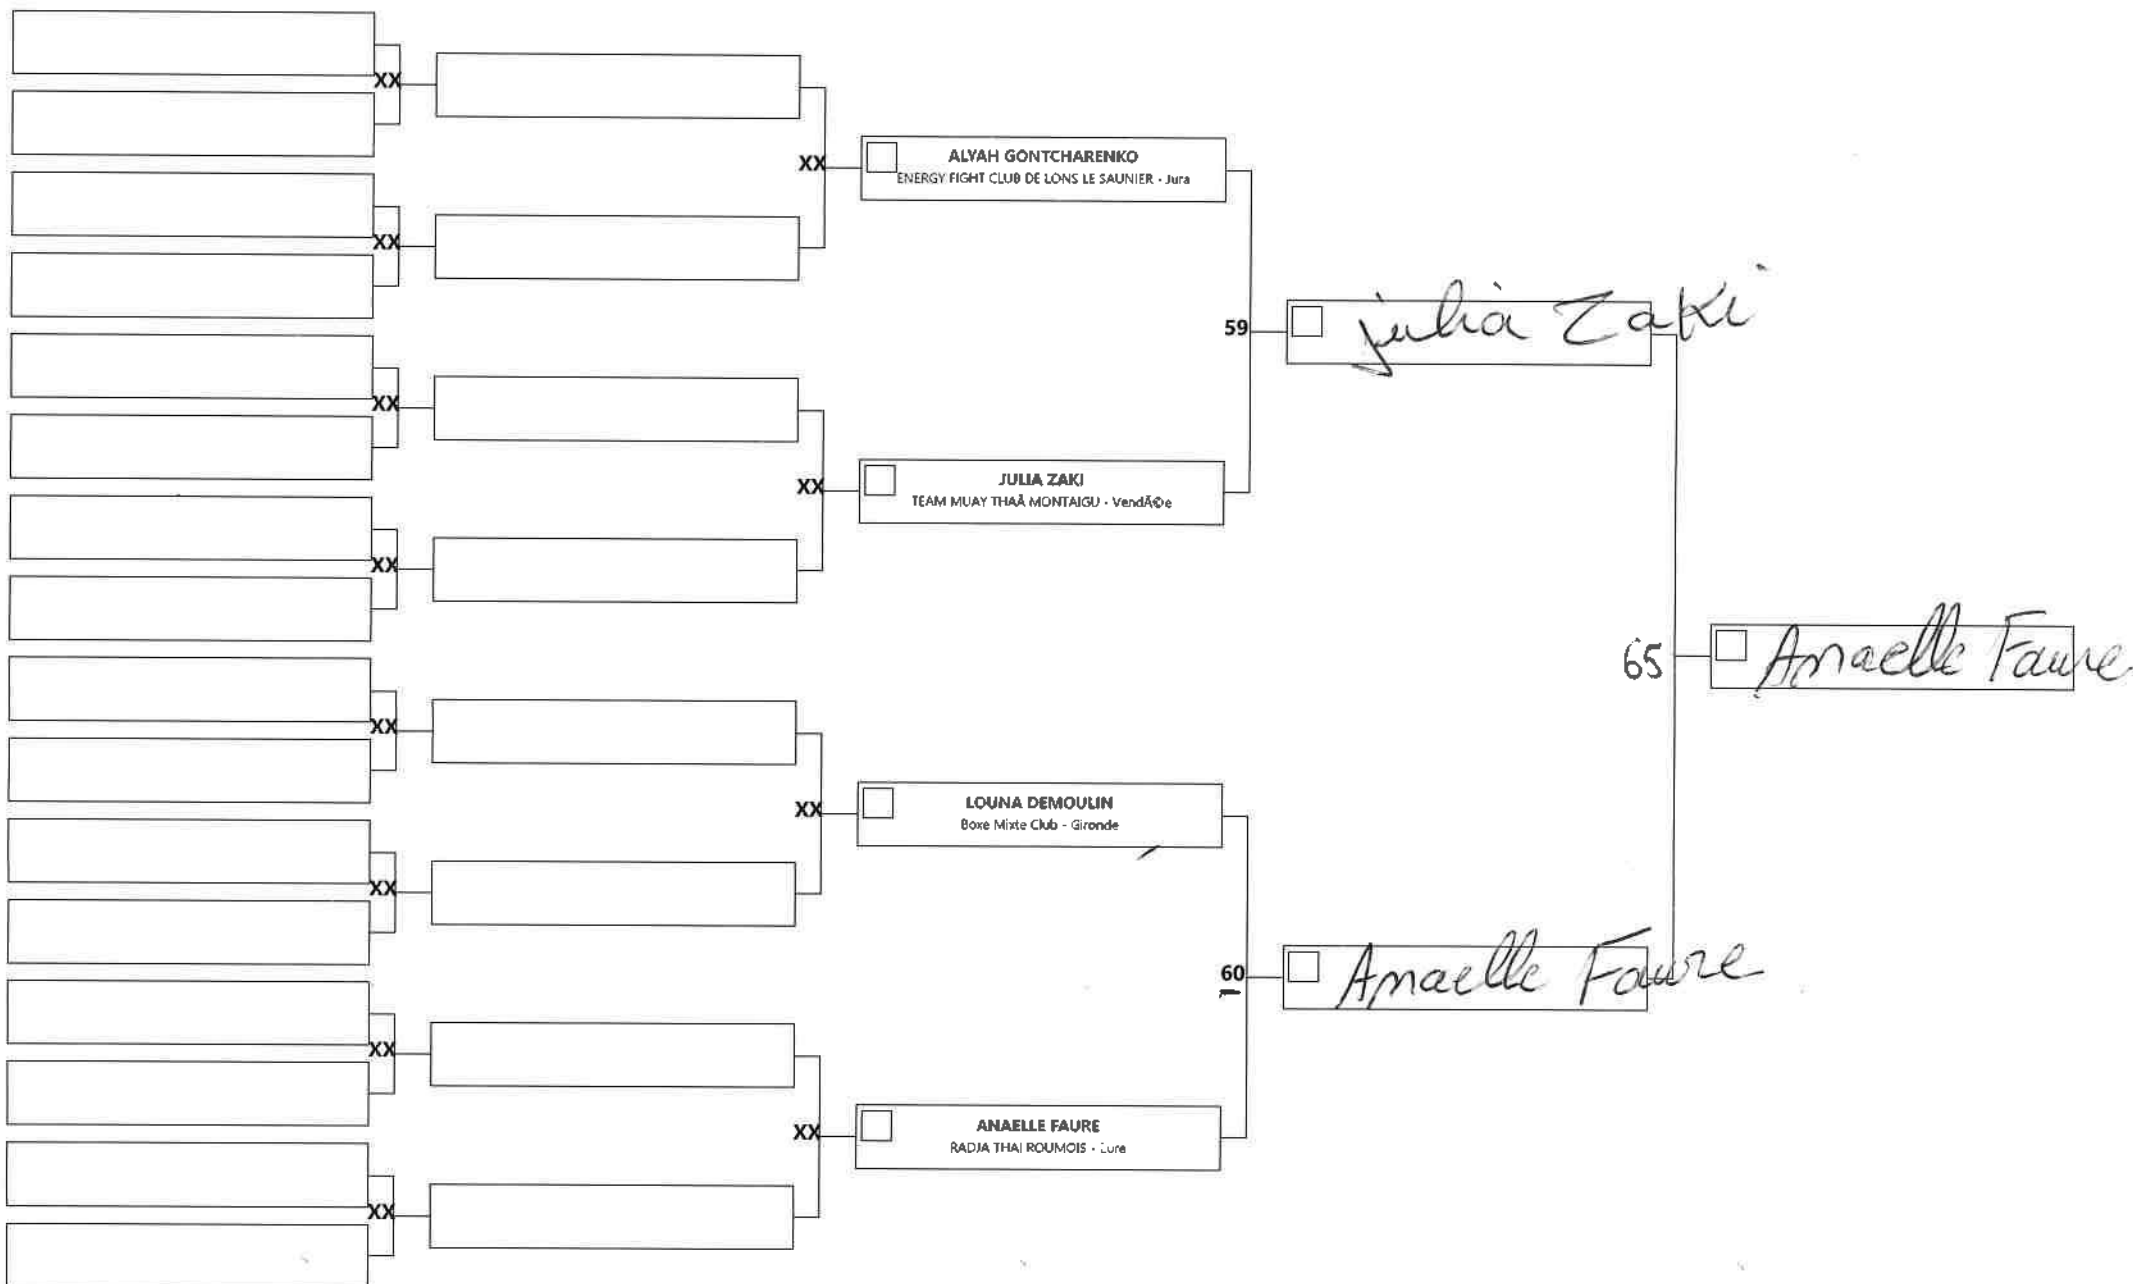 XX
XX
ALYAH GONTCHARENKO
ENERGY FIGHT CLUB DE LONS LE SAUNIER - Jura
XX
59
julia Zaki
XX
XX
JULIA ZAKI
TEAM MUAY THAÃ MONTAIGU - VendÃ©e
XX
65
Anaelle Faure
XX
XX
LOUNA DEMOULIN
Boxe Mixte Club - Gironde
XX
60
Anaelle Faure
XX
XX
ANAELLE FAURE
RADJA THAI ROUMOIS - Eure
XX